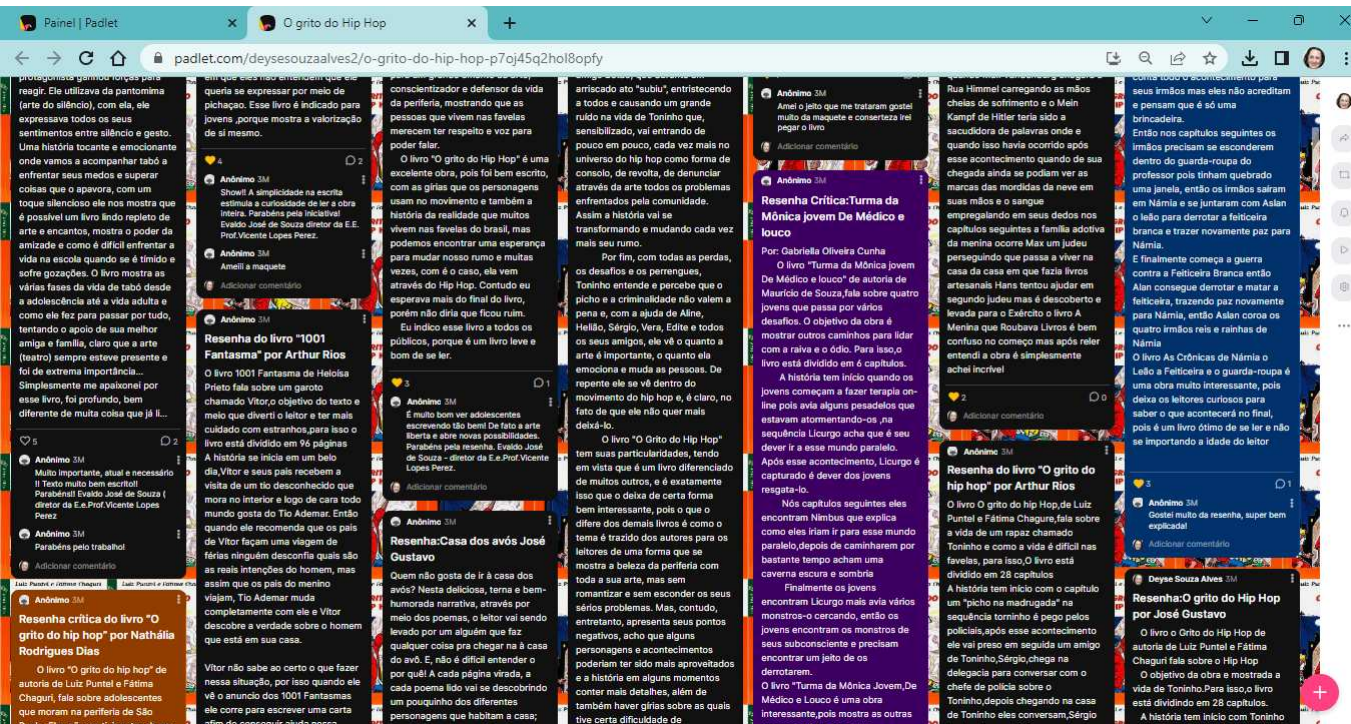 Painel | Padlet
O grito do Hip Hop
padlet.com/deysesouzaalves2/o-grito-do-hip-hop-p7oj45q2hol8opfy
protagonista ganhou forças para
reagir. Ele utilizava da pantomima
(arte do silêncio), com ela, ele
expressava todos os seus
sentimentos entre silêncio e gesto.
Uma história tocante e emocionante
onde vamos a acompanhar tabó a
enfrentar seus medos e superar
coisas que o apavora, com um
toque silencioso ele nos mostra que
é possível um livro lindo repleto de
arte e encantos, mostra o poder da
amizade e como é difícil enfrentar a
vida na escola quando se é tímido e
sofre gozações. O livro mostra as
várias fases da vida de tabó desde
a adolescência até a vida adulta e
como ele fez para passar por tudo,
tentando o apoio de sua melhor
amiga e família, claro que a arte
(teatro) sempre esteve presente e
foi de extrema importância...
Simplesmente me apaixonei por
esse livro, foi profundo, bem
diferente de muita coisa que já li...
5
2
Anônimo 3M
Muito importante, atual e necessário
!! Texto muito bem escrito!!
Parabéns!! Evaldo José de Souza (
diretor da E.e.Prof.Vicente Lopes
Perez
Anônimo 3M
Parabéns pelo trabalho!
Adicionar comentário
Anônimo 3M
Resenha crítica do livro "O
grito do hip hop" por Nathália
Rodrigues Dias
O livro "O grito do hip hop" de
autoria de Luiz Puntel e Fátima
Chaguri, fala sobre adolescentes
que moram na periferia de São
em que eles não entendem que ele
queria se expressar por meio de
pichaçao. Esse livro é indicado para
jovens ,porque mostra a valorização
de si mesmo.
4
2
Anônimo 3M
Show!! A simplicidade na escrita
estimula a curiosidade de ler a obra
inteira. Parabéns pela iniciativa!
Evaldo José de Souza diretor da E.E.
Prof.Vicente Lopes Perez.
Anônimo 3M
Ameiii a maquete
Adicionar comentário
Anônimo 3M
Resenha do livro "1001
Fantasma" por Arthur Rios
O livro 1001 Fantasma de Heloísa
Prieto fala sobre um garoto
chamado Vitor,o objetivo do texto e
meio que diverti o leitor e ter mais
cuidado com estranhos,para isso o
livro está dividido em 96 páginas
A história se inicia em um belo
dia,Vitor e seus pais recebem a
visita de um tio desconhecido que
mora no interior e logo de cara todo
mundo gosta do Tio Ademar. Então
quando ele recomenda que os pais
de Vítor façam uma viagem de
férias ninguém desconfia quais são
as reais intenções do homem, mas
assim que os pais do menino
viajam, Tio Ademar muda
completamente com ele e Vítor
descobre a verdade sobre o homem
que está em sua casa.
Vítor não sabe ao certo o que fazer
nessa situação, por isso quando ele
vê o anuncio dos 1001 Fantasmas
ele corre para escrever uma carta
afim de conseguir ajuda nessa
conscientizador e defensor da vida
da periferia, mostrando que as
pessoas que vivem nas favelas
merecem ter respeito e voz para
poder falar.
O livro "O grito do Hip Hop" é uma
excelente obra, pois foi bem escrito,
com as gírias que os personagens
usam no movimento e também a
história da realidade que muitos
vivem nas favelas do brasil, mas
podemos encontrar uma esperança
para mudar nosso rumo e muitas
vezes, com é o caso, ela vem
através do Hip Hop. Contudo eu
esperava mais do final do livro,
porém não diria que ficou ruim.
Eu indico esse livro a todos os
públicos, porque é um livro leve e
bom de se ler.
3
1
Anônimo 3M
É muito bom ver adolescentes
escrevendo tão bem! De fato a arte
liberta e abre novas possibilidades.
Parabéns pela resenha. Evaldo José
de Souza - diretor da E.e.Prof.Vicente
Lopes Perez.
Adicionar comentário
Anônimo 3M
Resenha:Casa dos avós José
Gustavo
Quem não gosta de ir à casa dos
avós? Nesta deliciosa, terna e bem-
humorada narrativa, através por
meio dos poemas, o leitor vai sendo
levado por um alguém que faz
qualquer coisa pra chegar na à casa
do avô. E, não é difícil entender o
por quê! A cada página virada, a
cada poema lido vai se descobrindo
um pouquinho dos diferentes
personagens que habitam a casa;
arriscado ato "subiu", entristecendo
a todos e causando um grande
ruído na vida de Toninho que,
sensibilizado, vai entrando de
pouco em pouco, cada vez mais no
universo do hip hop como forma de
consolo, de revolta, de denunciar
através da arte todos os problemas
enfrentados pela comunidade.
Assim a história vai se
transformando e mudando cada vez
mais seu rumo.
Por fim, com todas as perdas,
os desafios e os perrengues,
Toninho entende e percebe que o
picho e a criminalidade não valem a
pena e, com a ajuda de Aline,
Helião, Sérgio, Vera, Edite e todos
os seus amigos, ele vê o quanto a
arte é importante, o quanto ela
emociona e muda as pessoas. De
repente ele se vê dentro do
movimento do hip hop e, é claro, no
fato de que ele não quer mais
deixá-lo.
O livro "O Grito do Hip Hop"
tem suas particularidades, tendo
em vista que é um livro diferenciado
de muitos outros, e é exatamente
isso que o deixa de certa forma
bem interessante, pois o que o
difere dos demais livros é como o
tema é trazido dos autores para os
leitores de uma forma que se
mostra a beleza da periferia com
toda a sua arte, mas sem
romantizar e sem esconder os seus
sérios problemas. Mas, contudo,
entretanto, apresenta seus pontos
negativos, acho que alguns
personagens e acontecimentos
poderiam ter sido mais aproveitados
e a história em alguns momentos
conter mais detalhes, além de
também haver gírias sobre as quais
tive certa dificuldade de
Anônimo 3M
Amei o jeito que me trataram gostei
muito da maquete e conserteza irei
pegar o livro
Adicionar comentário
Anônimo 3M
Resenha Crítica:Turma da
Mônica jovem De Médico e
louco
Por: Gabriella Oliveira Cunha
O livro "Turma da Mônica jovem
De Médico e louco" de autoria de
Maurício de Souza,fala sobre quatro
jovens que passa por vários
desafios. O objetivo da obra é
mostrar outros caminhos para lidar
com a raiva e o ódio. Para isso,o
livro está dividido em 6 capítulos.
A história tem início quando os
jovens começam a fazer terapia on-
line pois avia alguns pesadelos que
estavam atormentando-os ,na
sequência Licurgo acha que é seu
dever ir a esse mundo paralelo.
Após esse acontecimento, Licurgo é
capturado é dever dos jovens
resgata-lo.
Nós capítulos seguintes eles
encontram Nimbus que explica
como eles iriam ir para esse mundo
paralelo,depois de caminharem por
bastante tempo acham uma
caverna escura e sombria
Finalmente os jovens
encontram Licurgo mais avia vários
monstros-o cercando, então os
jovens encontram os monstros de
seus subconsciente e precisam
encontrar um jeito de os
derrotarem.
O livro "Turma da Mônica Jovem,De
Médico e Louco é uma obra
interessante,pois mostra as outras
Rua Himmel carregando as mãos
cheias de sofrimento e o Mein
Kampf de Hitler teria sido a
sacudidora de palavras onde e
quando isso havia ocorrido após
esse acontecimento quando de sua
chegada ainda se podiam ver as
marcas das mordidas da neve em
suas mãos e o sangue
empregalando em seus dedos nos
capítulos seguintes a família adotiva
da menina ocorre Max um judeu
perseguindo que passa a viver na
casa da casa em que fazia livros
artesanais Hans tentou ajudar em
segundo judeu mas é descoberto e
levada para o Exército o livro A
Menina que Roubava Livros é bem
confuso no começo mas após reler
entendi a obra é simplesmente
achei incrível
2
0
Adicionar comentário
Anônimo 3M
Resenha do livro "O grito do
hip hop" por Arthur Rios
O livro O grito do Hip Hop,de Luiz
Puntel e Fátima Chagure,fala sobre
a vida de um rapaz chamado
Toninho e como a vida é difícil nas
favelas, para isso,O livro está
dividido em 28 capítulos
A história tem início com o capítulo
um "picho na madrugada" na
sequência torninho é pego pelos
policiais,após esse acontecimento
ele vai preso em seguida um amigo
de Toninho,Sérgio,chega na
delegacia para conversar com o
chefe de polícia sobre o
Toninho,depois chegando na casa
de Toninho eles conversam,Sérgio
conta todo o acontecimento para
seus irmãos mas eles não acreditam
e pensam que é só uma
brincadeira.
Então nos capítulos seguintes os
irmãos precisam se esconderem
dentro do guarda-roupa do
professor pois tinham quebrado
uma janela, então os irmãos saíram
em Nárnia e se juntaram com Aslan
o leão para derrotar a feiticeira
branca e trazer novamente paz para
Nárnia.
E finalmente começa a guerra
contra a Feiticeira Branca então
Alan consegue derrotar e matar a
feiticeira, trazendo paz novamente
para Námia, então Aslan coroa os
quatro irmãos reis e rainhas de
Námia
O livro As Crônicas de Nárnia o
Leão a Feiticeira e o guarda-roupa é
uma obra muito interessante, pois
deixa os leitores curiosos para
saber o que acontecerá no final,
pois é um livro ótimo de se ler e não
se importando a idade do leitor
3
1
Anônimo 3M
Gostei muito da resenha, super bem
explicada!
Adicionar comentário
Deyse Souza Alves 3M
Resenha:O grito do Hip Hop
por José Gustavo
O livro o Grito do Hip Hop de
autoria de Luiz Puntel e Fátima
Chaguri fala sobre o Hip Hop
O objetivo da obra e mostrada a
vida de Toninho.Para isso,o livro
está dividindo em 28 capítulos.
A história tem inicio com Toninho